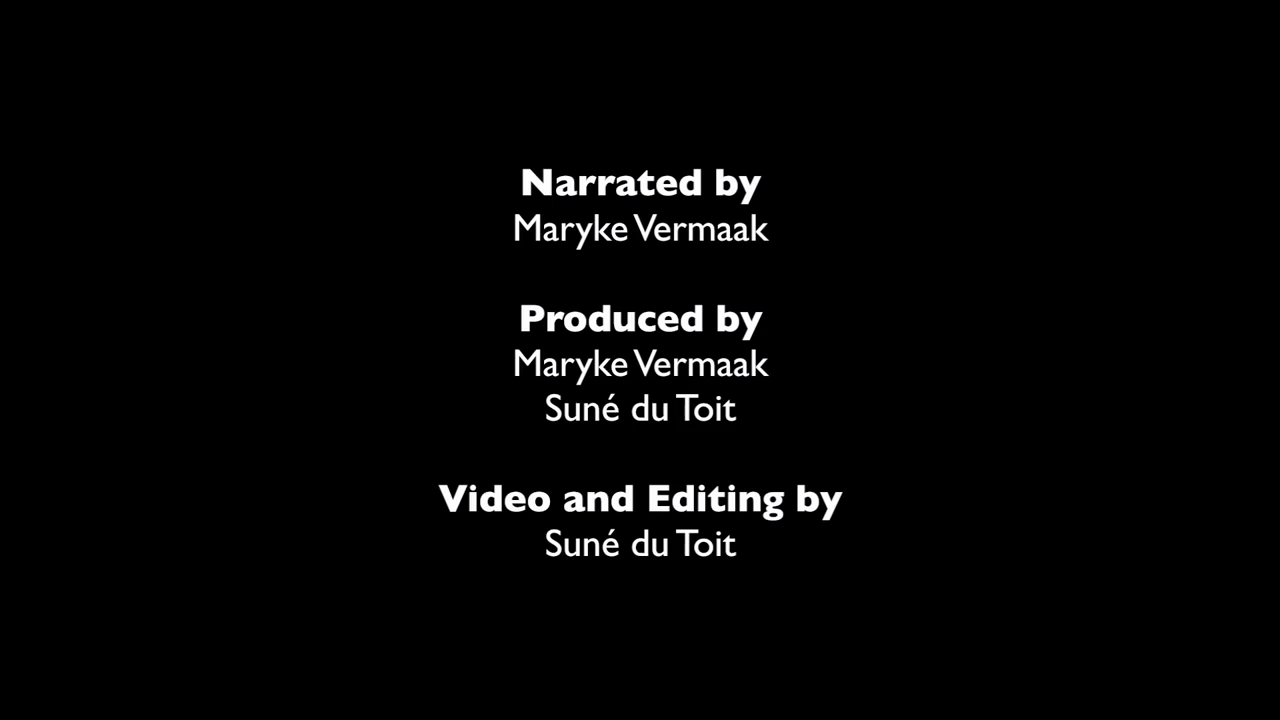 Narrated by
Maryke Vermaak
Produced by
Maryke Vermaak
Suné du Toit
Video and Editing by
Suné du Toit